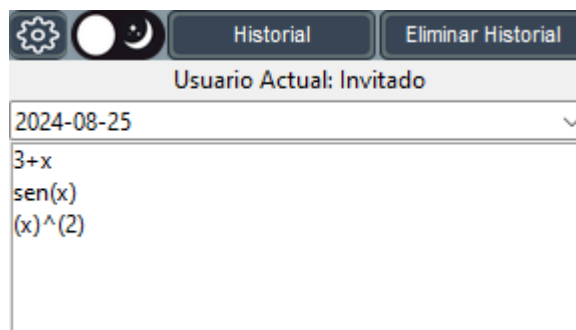 Historial Eliminar Historial
Usuario Actual: Invitado
2024-08-25
3+x
sen(x)
(x)^(2)